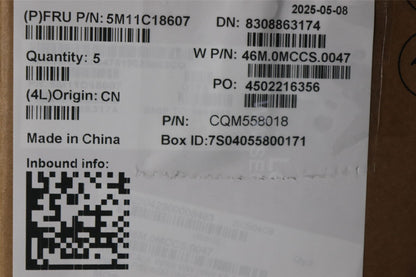 2025-05-08
(P)FRU P/N: 5M11C18607
DN: 8308863174
Quantity: 5
W P/N: 46M.0MCCS.0047
PO: 4502216356
(4L)Origin: CN
P/N: CQM558018
Made in China
Box ID:7S04055800171
Inbound info: